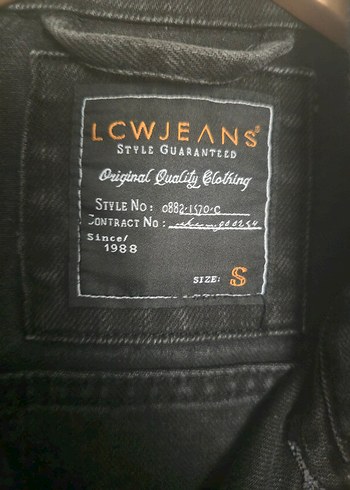 LCWJEANS®
STYLE GUARANTEED
Original Quality Clothing
STYLE NO: 0882-1570-C
CONTRACT NO:
Since/
1988
SIZE: S